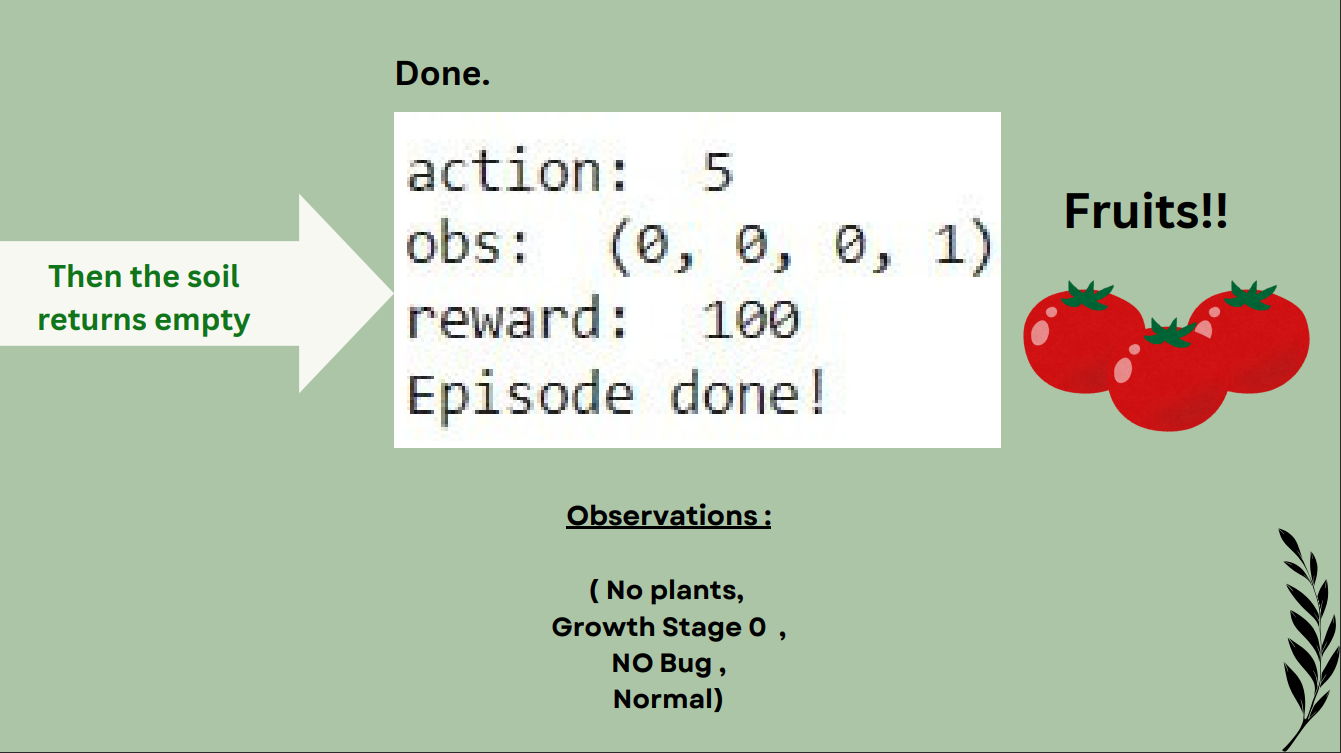 Done.
Then the soil
returns empty
action:  5
obs:  (0, 0, 0, 1)
reward:  100
Episode done!
Fruits!!
Observations :
( No plants,
Growth Stage 0  ,
NO Bug ,
Normal)